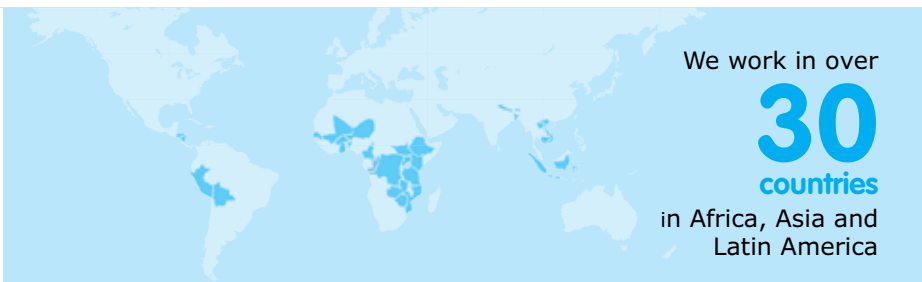 We work in over
30
countries
in Africa, Asia and
Latin America